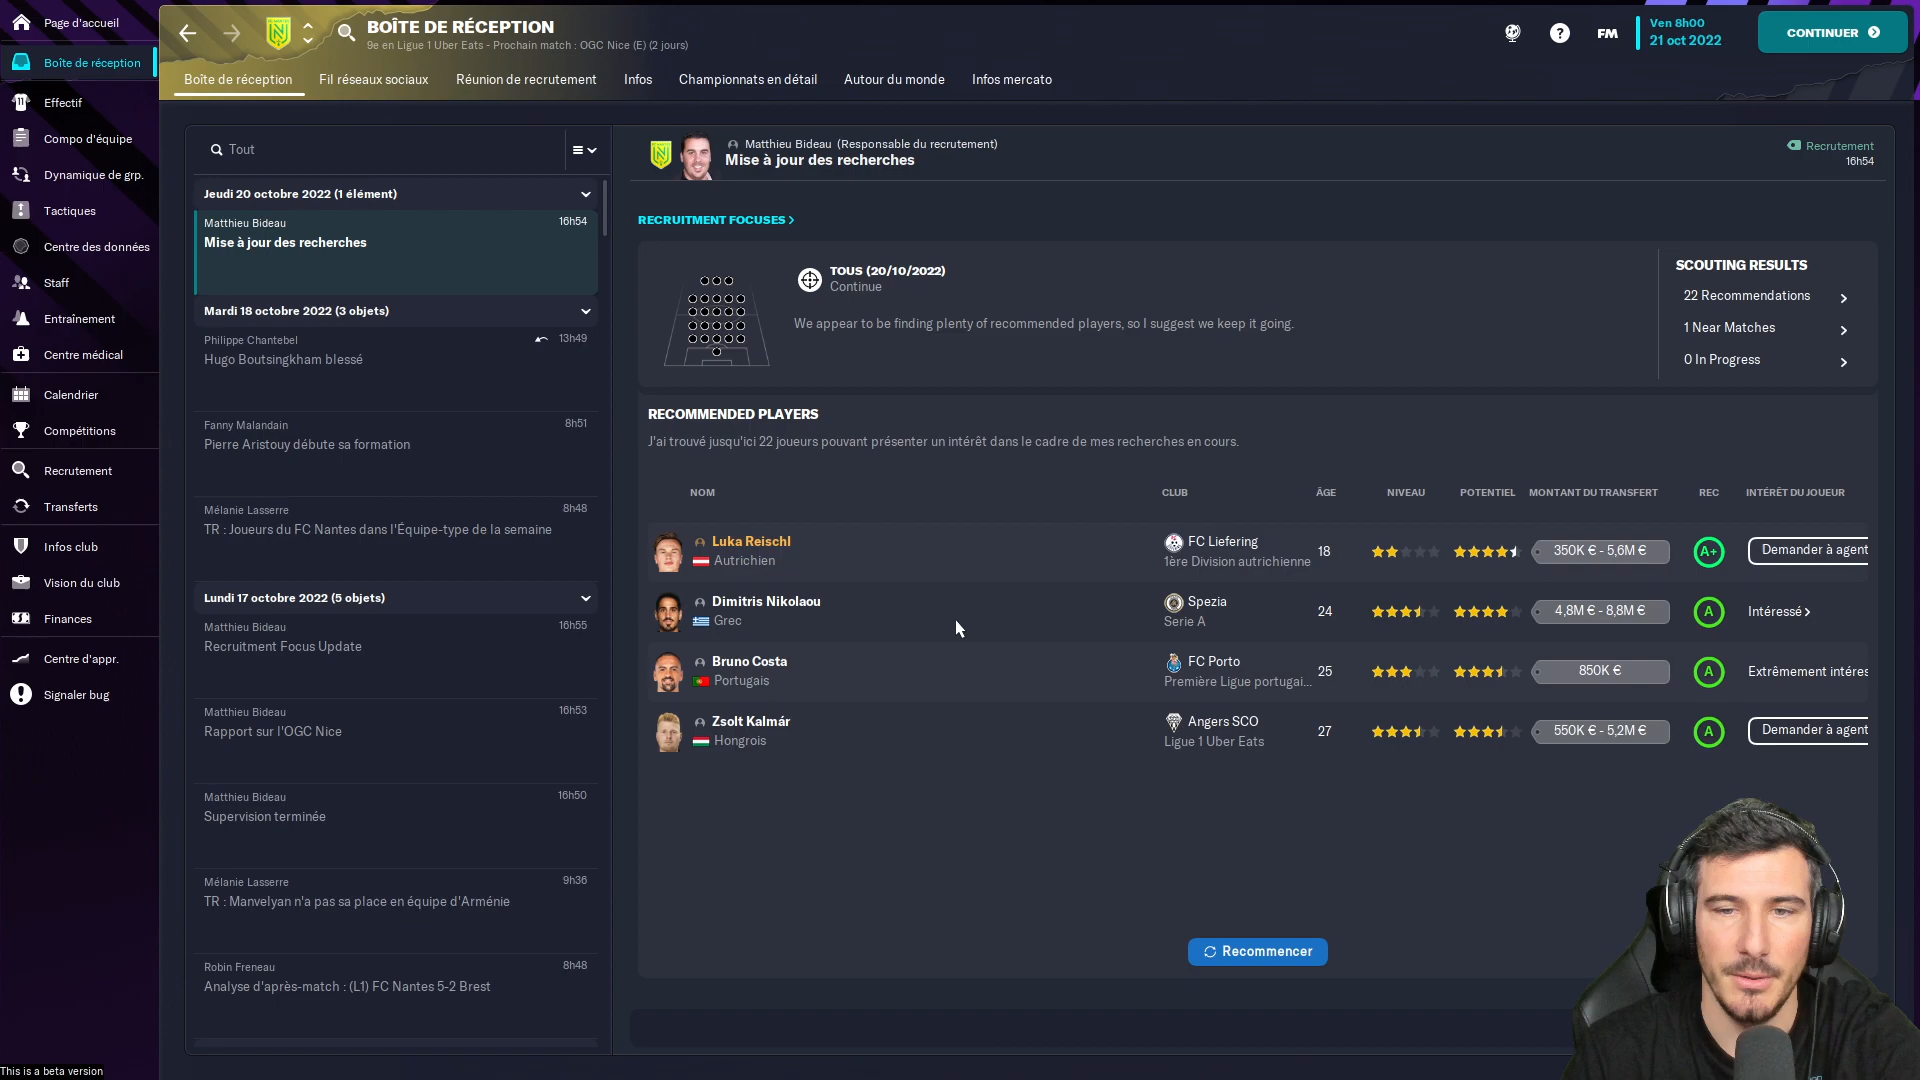 Page d'accueil
Boîte de réception
Effectif
Compo d'équipe
Dynamique de grp.
Tactiques
Centre des données
Staff
Entraînement
Centre médical
Calendrier
Compétitions
Recrutement
Transferts
Infos club
Vision du club
Finances
Centre d'appr.
Signaler bug
This is a beta version
BOÎTE DE RÉCEPTION
9e en Ligue 1 Uber Eats - Prochain match : OGC Nice (E) (2 jours)
FM
Ven 8h00
21 oct 2022
CONTINUER
Boîte de réception Fil réseaux sociaux Réunion de recrutement Infos Championnats en détail Autour du monde Infos mercato
Tout
Jeudi 20 octobre 2022 (1 élément)
Matthieu Bideau 16h54
Mise à jour des recherches
Mardi 18 octobre 2022 (3 objets)
Philippe Chantebel 13h49
Hugo Boutsingkham blessé
Fanny Malandain 8h51
Pierre Aristouy débute sa formation
Mélanie Lasserre 8h48
TR : Joueurs du FC Nantes dans l'Équipe-type de la semaine
Lundi 17 octobre 2022 (5 objets)
Matthieu Bideau 16h55
Recruitment Focus Update
Matthieu Bideau 16h53
Rapport sur l'OGC Nice
Matthieu Bideau 16h50
Supervision terminée
Mélanie Lasserre 9h36
TR : Manvelyan n'a pas sa place en équipe d'Arménie
Robin Freneau 8h48
Analyse d'après-match : (L1) FC Nantes 5-2 Brest
Matthieu Bideau (Responsable du recrutement)
Mise à jour des recherches
Recrutement
16h54
RECRUITMENT FOCUSES
TOUS (20/10/2022)
Continue
We appear to be finding plenty of recommended players, so I suggest we keep it going.
SCOUTING RESULTS
22 Recommendations
1 Near Matches
0 In Progress
RECOMMENDED PLAYERS
J'ai trouvé jusqu'ici 22 joueurs pouvant présenter un intérêt dans le cadre de mes recherches en cours.
NOM CLUB ÂGE NIVEAU POTENTIEL MONTANT DU TRANSFERT REC INTÉRÊT DU JOUEUR
Luka Reischl FC Liefering 18 350K € - 5,6M € A+ Demander à agent
Autrichien 1ère Division autrichienne
Dimitris Nikolaou Spezia 24 4,8M € - 8,8M € A Intéressé
Grec Serie A
Bruno Costa FC Porto 25 850K € A Extrêmement intéres
Portugais Première Ligue portugai...
Zsolt Kalmár Angers SCO 27 550K € - 5,2M € A Demander à agent
Hongrois Ligue 1 Uber Eats
Recommencer